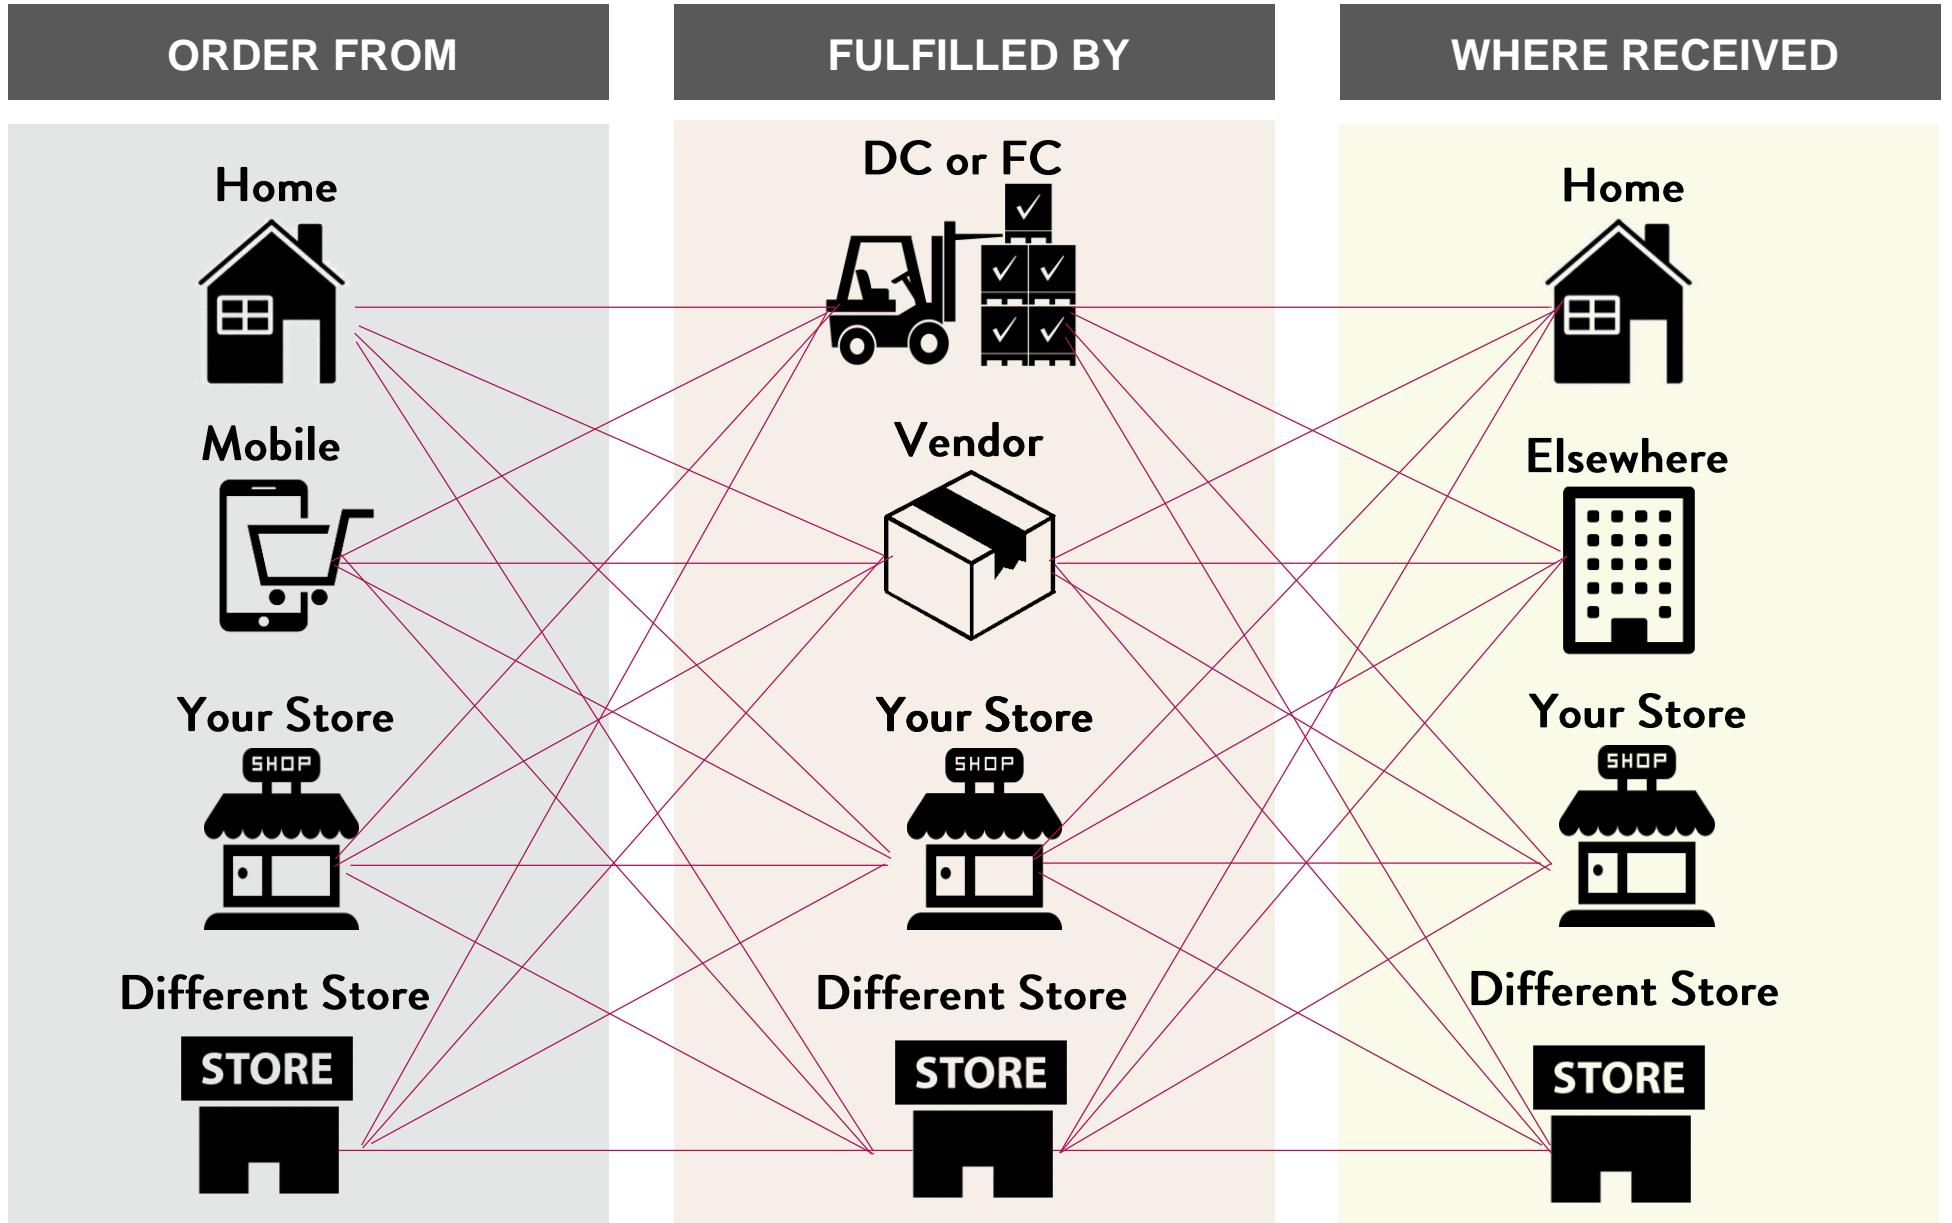 ORDER FROM
FULFILLED BY
WHERE RECEIVED
Home
Mobile
Your Store
SHOP
Different Store
STORE
DC or FC
Vendor
Your Store
SHOP
Different Store
STORE
Home
Elsewhere
Your Store
SHOP
Different Store
STORE